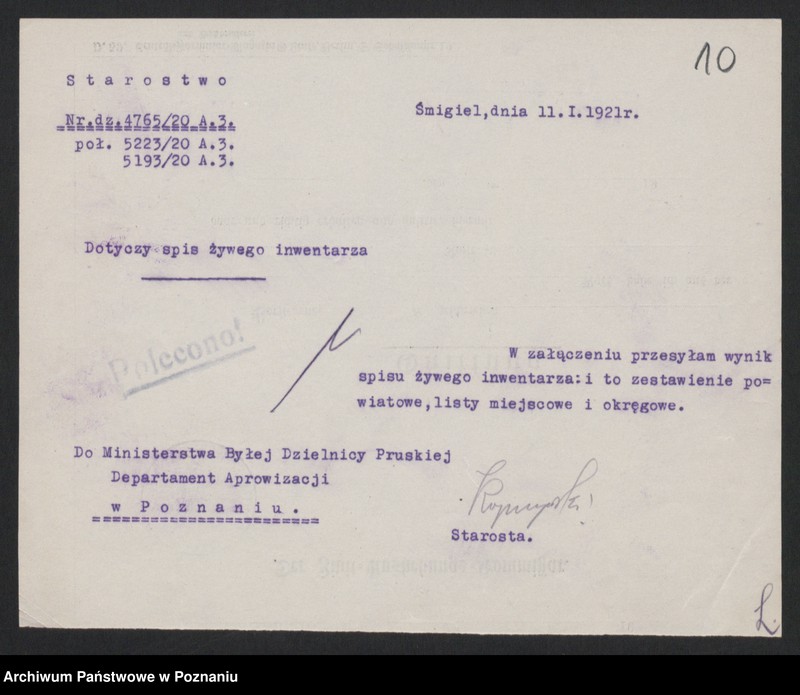 10
S t a r o s t w o
Nr.dz.4765/20 A.3.
poł. 5223/20 A.3.
5193/20 A.3.
Śmigiel,dnia 11.I.1921r.
Dotyczy spis żywego inwentarza
Polecono!
W załączeniu przesyłam wynik
spisu żywego inwentarza:i to zestawienie po=
wiatowe,listy miejscowe i okręgowe.
Do Ministerstwa Byłej Dzielnicy Pruskiej
Departament Aprowizacji
w P o z n a n i u .
Starosta.
Archiwum Państwowe w Poznaniu